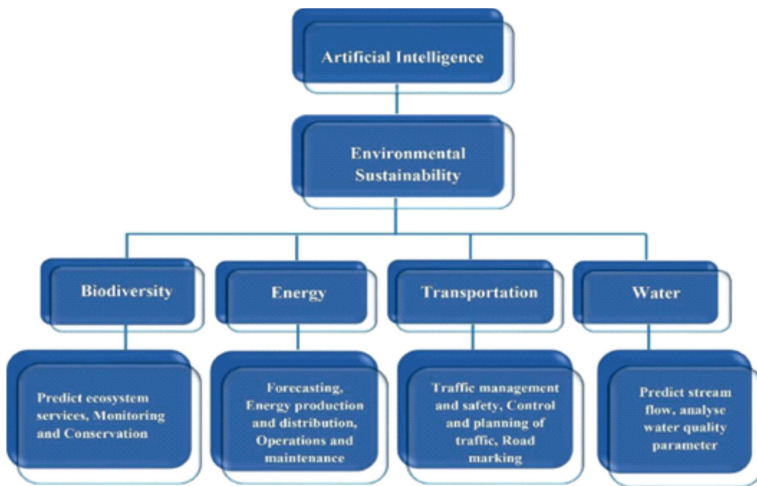 Artificial Intelligence
Environmental
Sustainability
Biodiversity
Energy
Transportation
Water
Predict ecosystem
services, Monitoring
and Conservation
Forecasting,
Energy production
and distribution,
Operations and
maintenance
Traffic management
and safety, Control
and planning of
traffic, Road
marking
Predict stream
flow, analyse
water quality
parameter